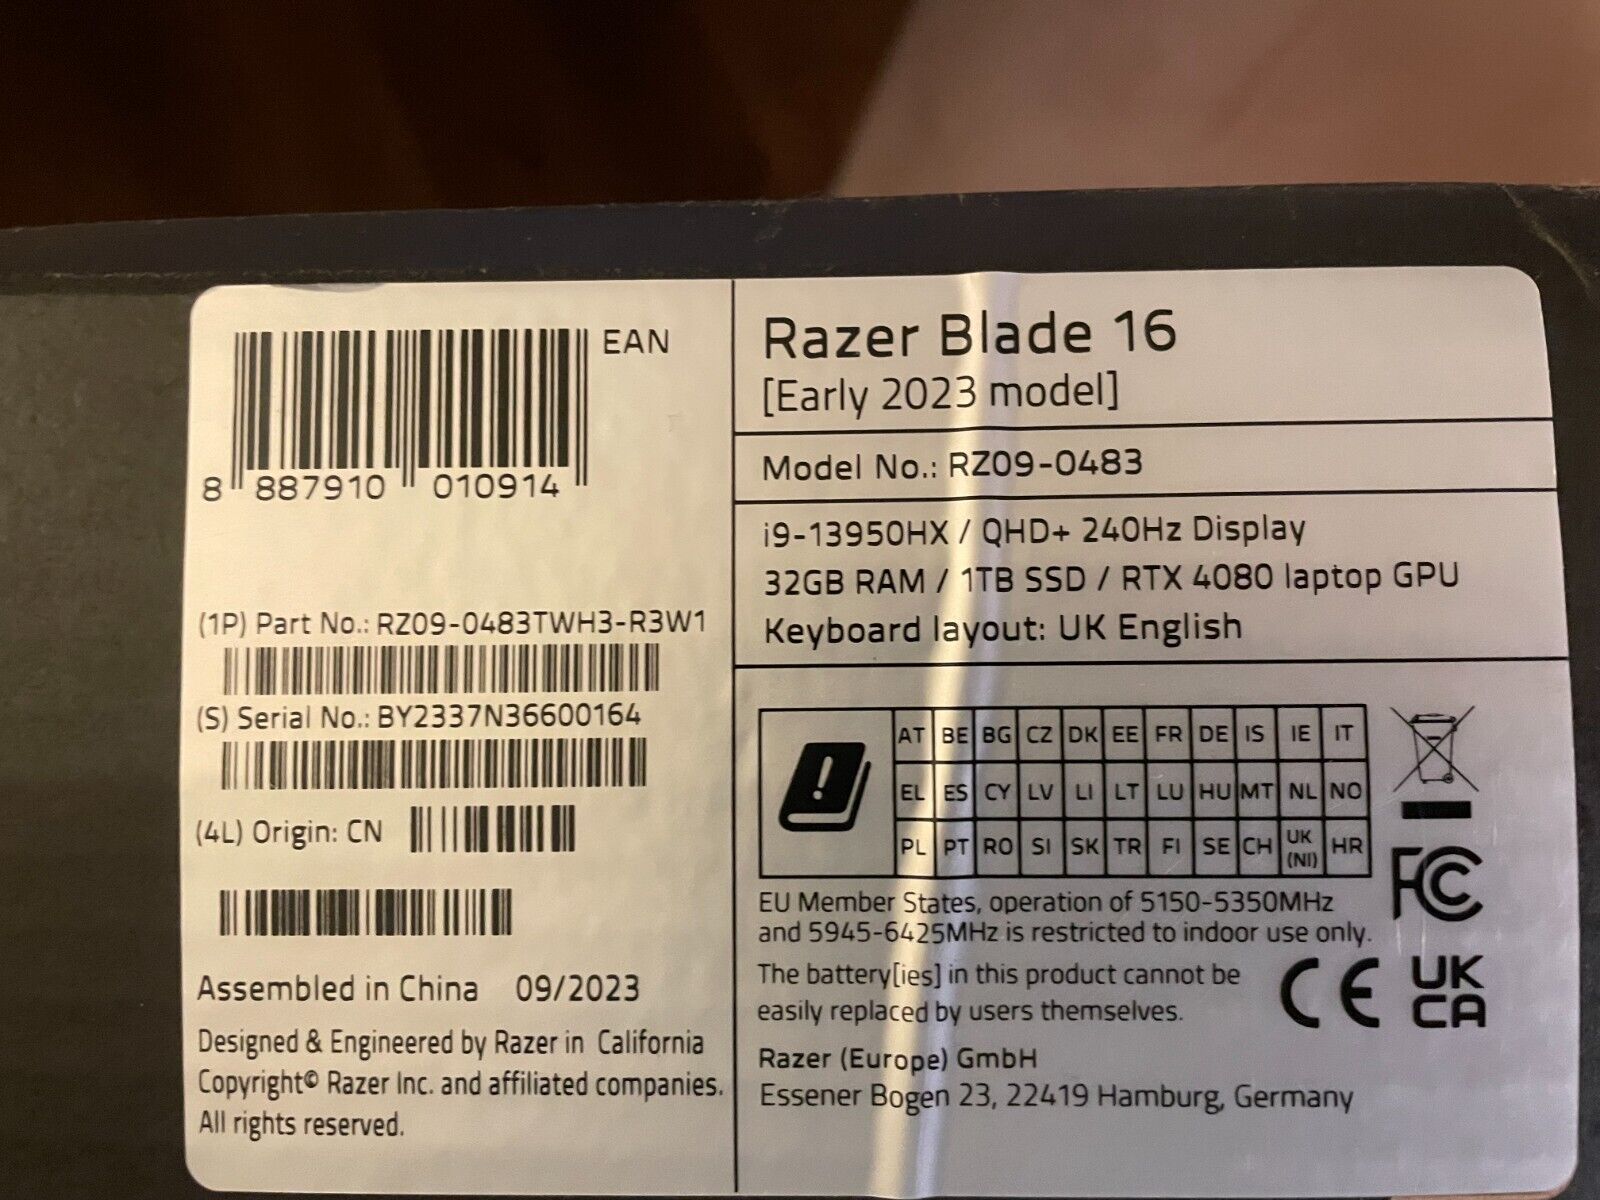 EAN
8 887910 010914
(1P) Part No.: RZ09-0483TWH3-R3W1
(S) Serial No.: BY2337N36600164
(4L) Origin: CN
Assembled in China 09/2023
Designed & Engineered by Razer in California
Copyright© Razer Inc. and affiliated companies.
All rights reserved.
Razer Blade 16
[Early 2023 model]
Model No.: RZ09-0483
i9-13950HX / QHD+ 240Hz Display
32GB RAM / 1TB SSD / RTX 4080 laptop GPU
Keyboard layout: UK English
AT BE BG CZ DK EE FR DE IS IE IT
EL ES CY LV LI LT LU HU MT NL NO
PL PT RO SI SK TR FI SE CH UK (NI) HR
EU Member States, operation of 5150-5350MHz
and 5945-6425MHz is restricted to indoor use only.
The battery[ies] in this product cannot be
easily replaced by users themselves.
Razer (Europe) GmbH
Essener Bogen 23, 22419 Hamburg, Germany
FC
CE
UK
CA